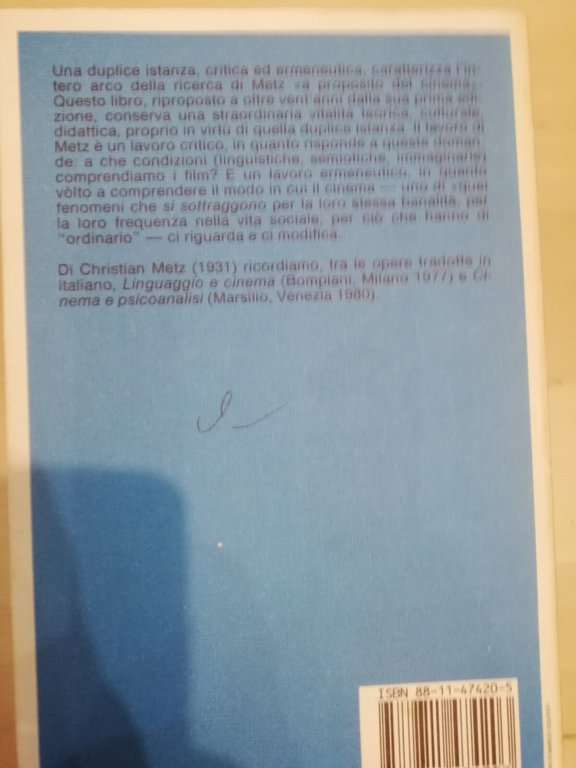 Una duplice istanza, critica ed ermeneutica, caratterizza l'in-
tero arco della ricerca di Metz «a proposito del cinema».
Questo libro, riproposto a oltre vent'anni dalla sua prima edi-
zione, conserva una straordinaria vitalità teorica, culturale,
didattica, proprio in virtù di quella duplice istanza. Il lavoro di
Metz è un lavoro critico, in quanto risponde a queste doman-
de: a che condizioni (linguistiche, semiotiche, immaginarie)
comprendiamo i film? È un lavoro ermeneutico, in quanto
volto a comprendere il modo in cui il cinema — uno di «quei
fenomeni che si sottraggono per la loro stessa banalità, per
la loro frequenza nella vita sociale, per ciò che hanno di
"ordinario" — ci riguarda e ci modifica.
Di Christian Metz (1931) ricordiamo, tra le opere tradotte in
italiano, Linguaggio e cinema (Bompiani, Milano 1977) e Ci-
nema e psicoanalisi (Marsilio, Venezia 1980).
ISBN 88-11-47420-5